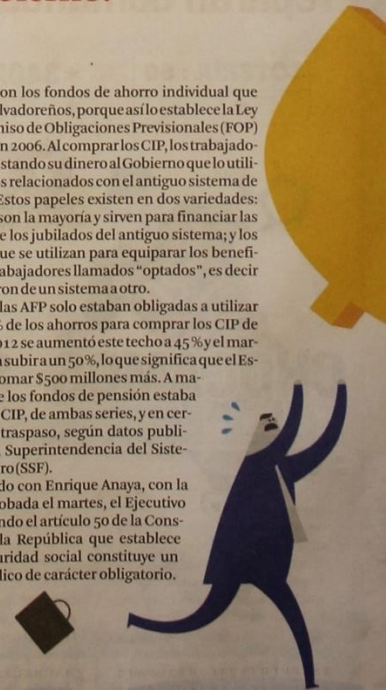 on los fondos de ahorro individual que
lvadoreños, porque así lo establece la Ley
niso de Obligaciones Previsionales (FOP)
n 2006. Al comprar los CIP, los trabajado-
stando su dinero al Gobierno que lo utili-
s relacionados con el antiguo sistema de
Estos papeles existen en dos variedades:
son la mayoría y sirven para financiar las
e los jubilados del antiguo sistema; y los
ue se utilizan para equiparar los benefi-
abajadores llamados “optados”, es decir
ron de un sistema a otro.
las AFP solo estaban obligadas a utilizar
% de los ahorros para comprar los CIP de
012 se aumentó este techo a 45 % y el mar-
a subir a un 50%, lo que significa que el Es-
omar $500 millones más. A ma-
e los fondos de pensión estaba
CIP, de ambas series, y en cer-
traspaso, según datos publi-
Superintendencia del Siste-
ro (SSF).
do con Enrique Anaya, con la
obada el martes, el Ejecutivo
ndo el artículo 50 de la Cons-
la República que establece
uridad social constituye un
lico de carácter obligatorio.